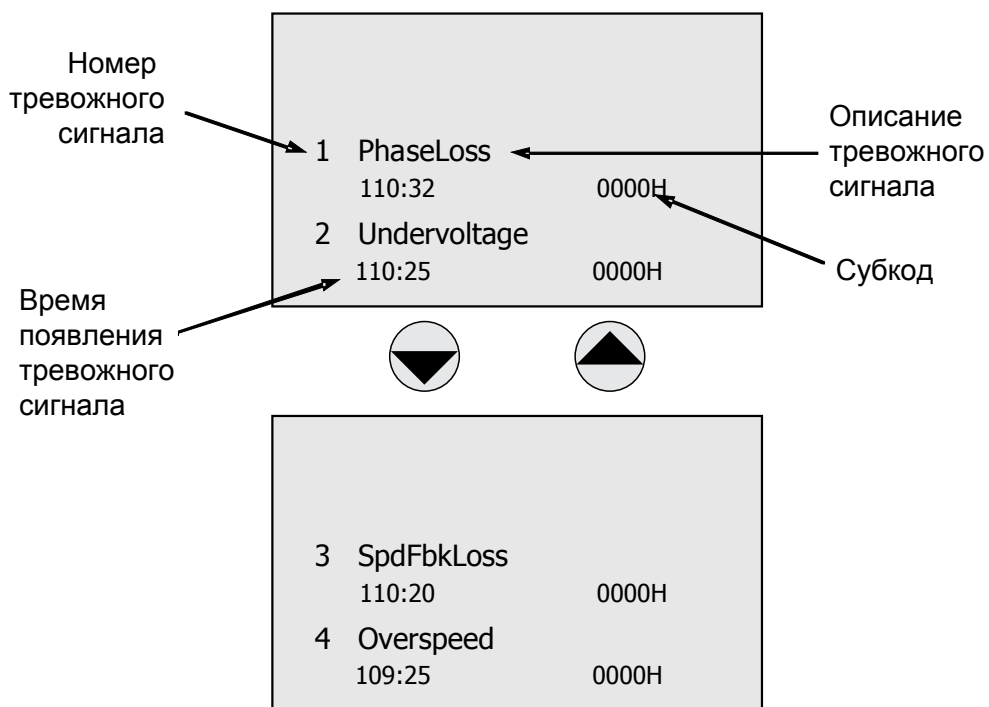 Номер
тревожного
сигнала
Описание
тревожного
сигнала
1 PhaseLoss
110:32 0000H
2 Undervoltage
110:25 0000H
Субкод
Время
появления
тревожного
сигнала
3 SpdFbkLoss
110:20 0000H
4 Overspeed
109:25 0000H